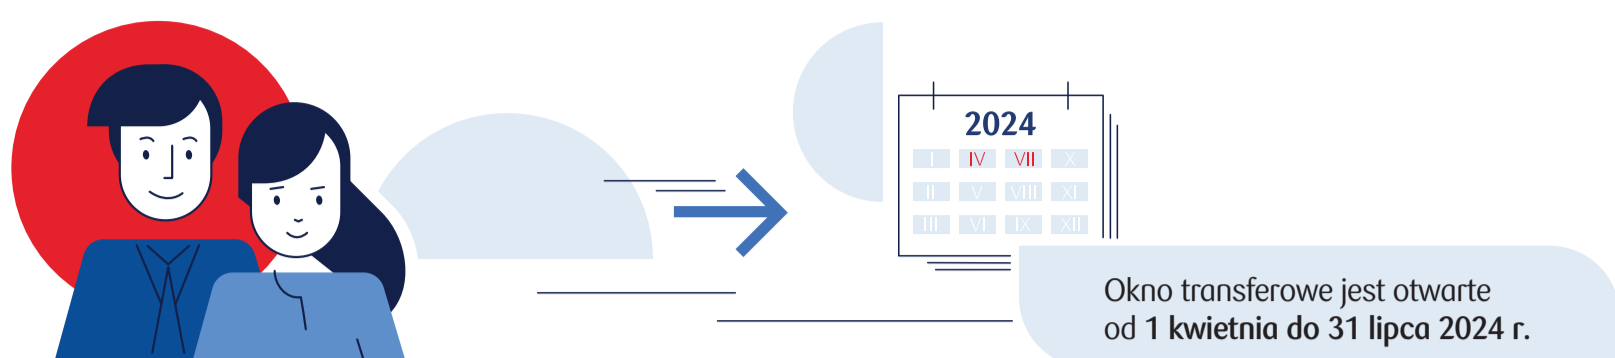 2024
I IV VII X
II V VIII XI
III VI IX XII
Okno transferowe jest otwarte
od 1 kwietnia do 31 lipca 2024 r.